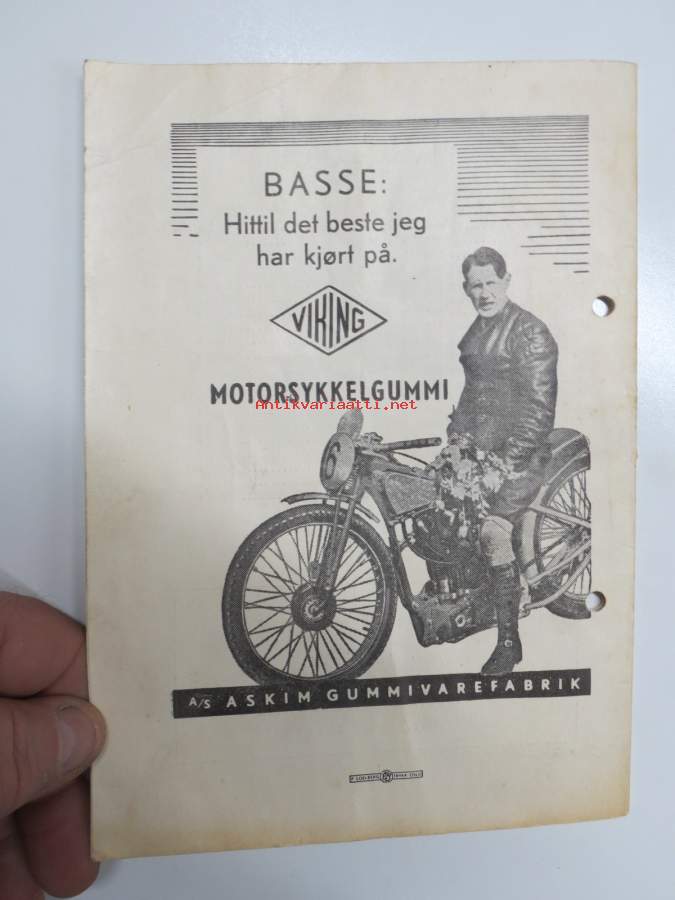 BASSE:
Hittil det beste jeg
har kjørt på.
VIKING
MOTORSYKKELGUMMI
Antikvariaatti.net
6
A/S ASKIM GUMMIVAREFABRIK